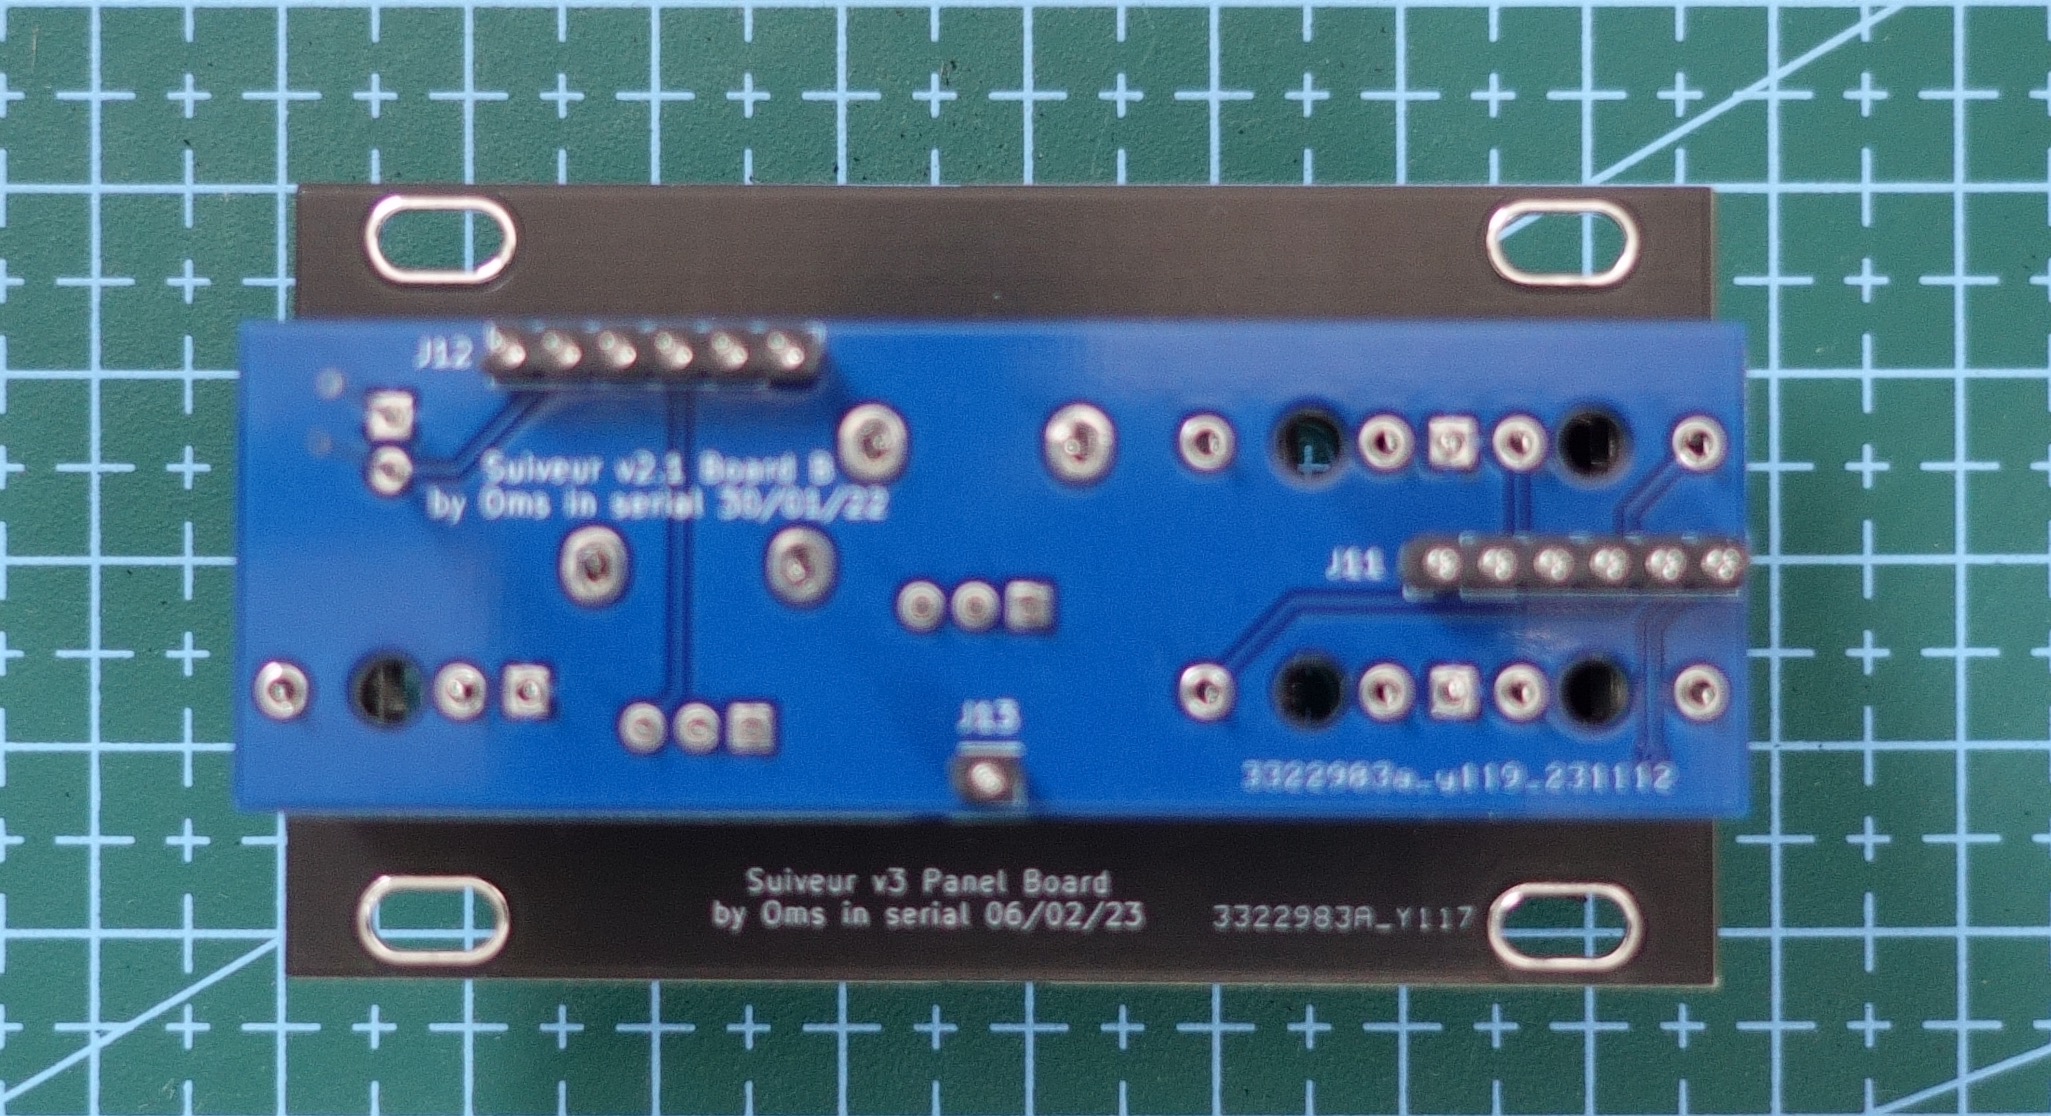 J12
Suiveur v2.1 Board B
by Oms in serial 30/01/22
J11
J13
3322983a_y119_231112
Suiveur v3 Panel Board
by Oms in serial 06/02/23
3322983A_Y117